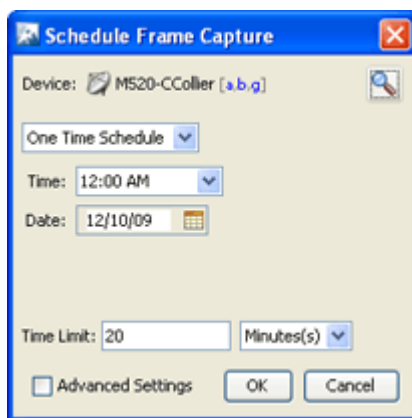 Schedule Frame Capture
Device: M520-CCollier [a,b,g]
One Time Schedule
Time: 12:00 AM
Date: 12/10/09
Time Limit: 20 Minutes(s)
Advanced Settings OK Cancel